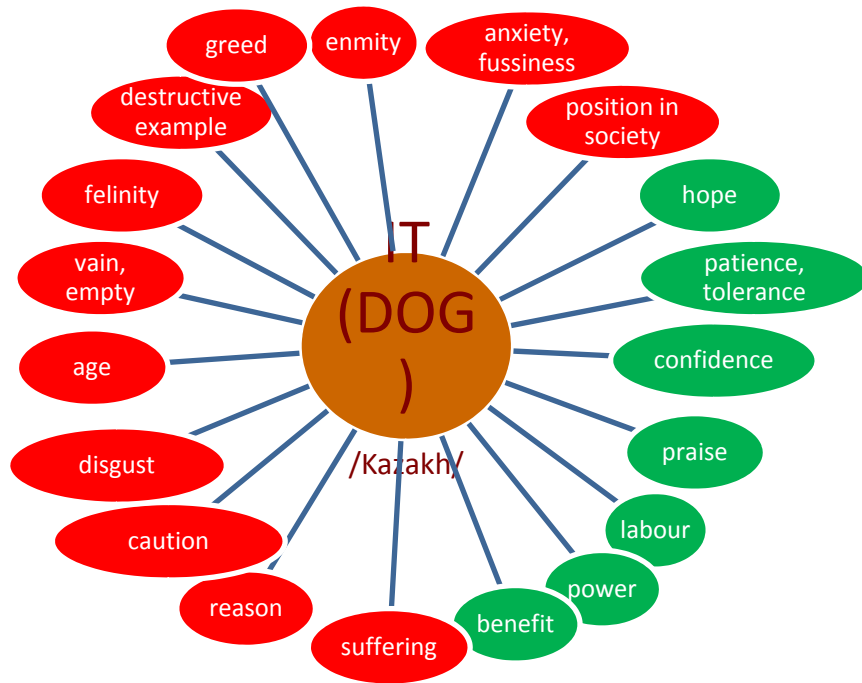 greed
enmity
anxiety,
fussiness
destructive
example
position in
society
felinity
hope
vain,
empty
patience,
tolerance
IT
(DOG
)
/Kazakh/
age
confidence
disgust
praise
caution
labour
reason
power
suffering
benefit